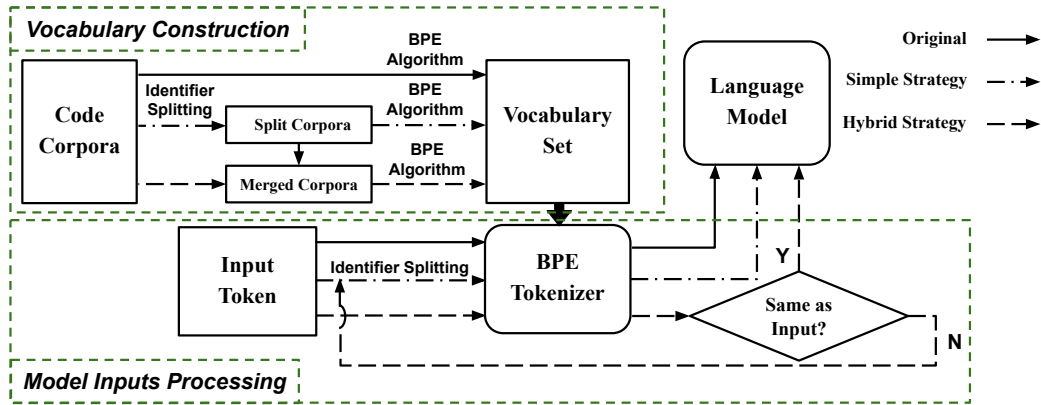 Vocabulary Construction
Code
Corpora
BPE
Algorithm
Identifier
Splitting
Split Corpora
BPE
Algorithm
Merged Corpora
BPE
Algorithm
Vocabulary
Set
Language
Model
Original
Simple Strategy
Hybrid Strategy
Input
Token
Identifier Splitting
BPE
Tokenizer
Y
Same as
Input?
N
Model Inputs Processing